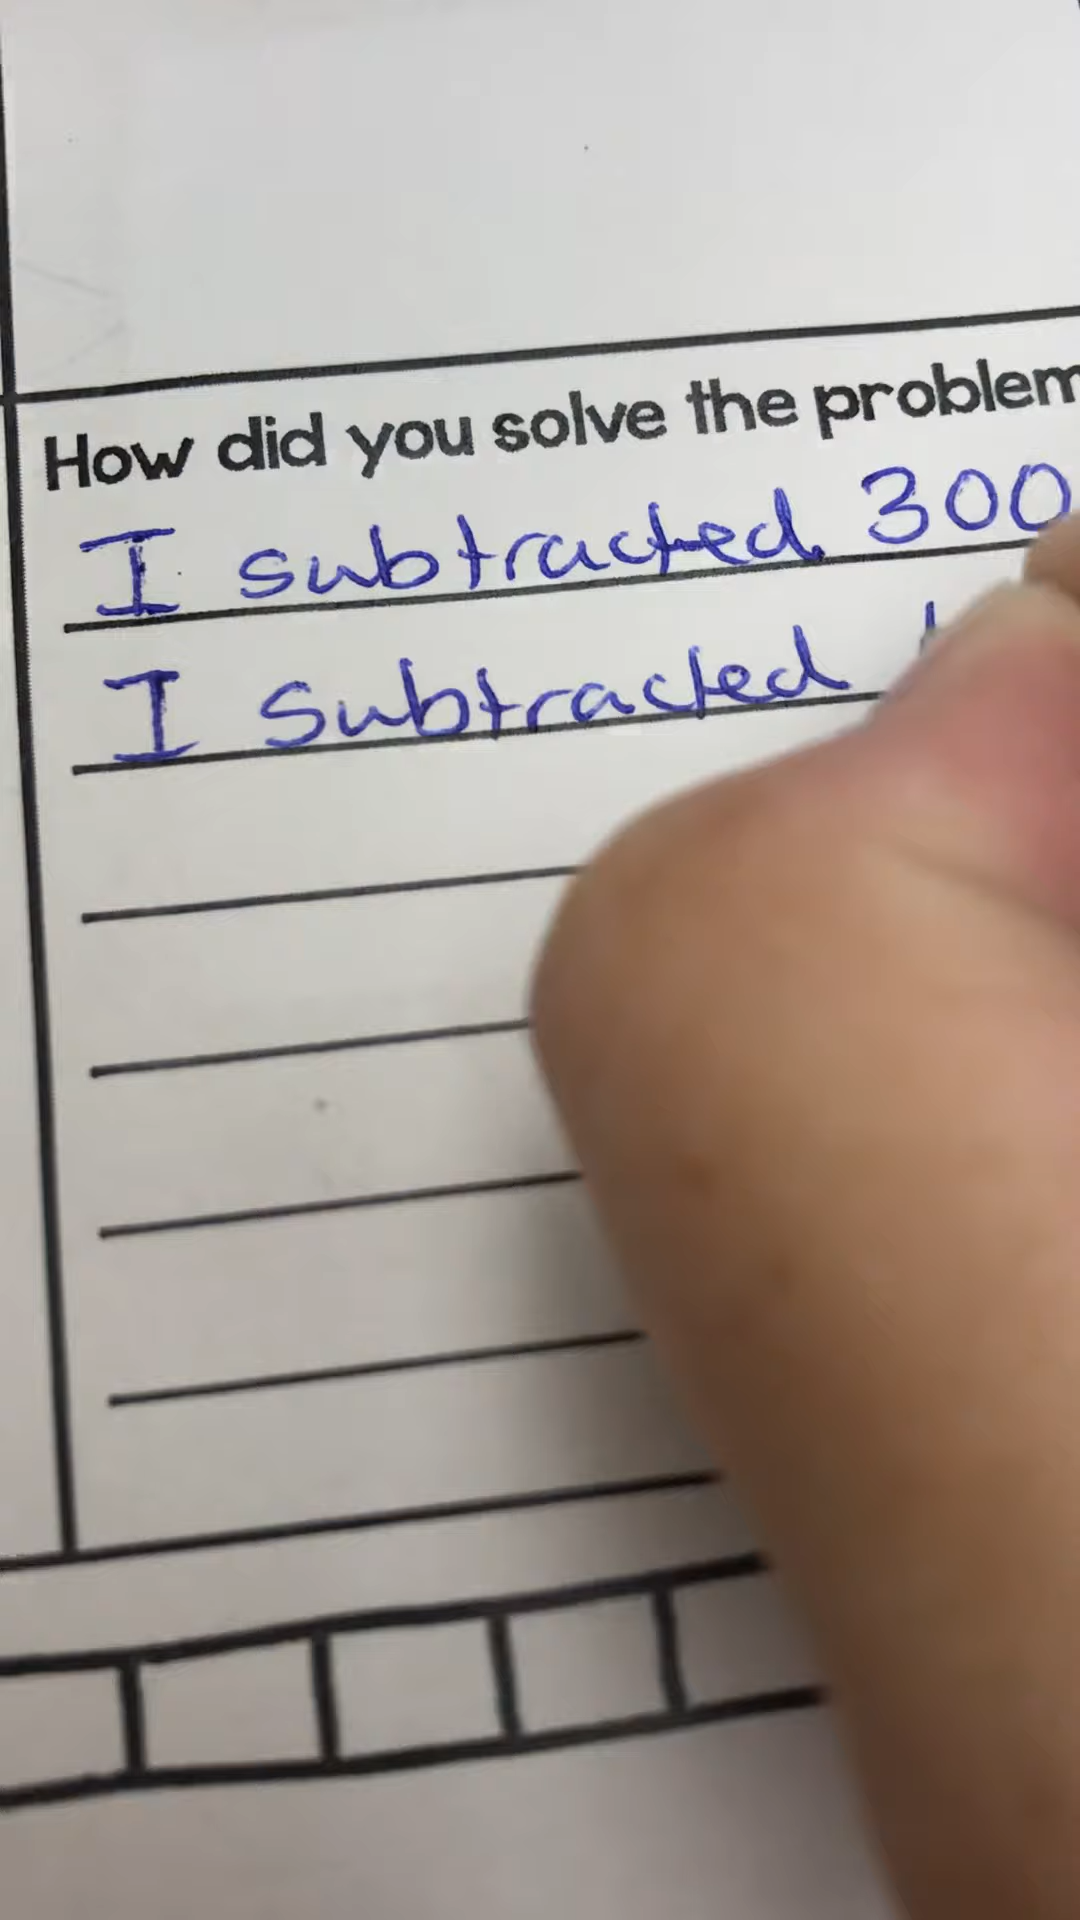 How did you solve the problem
I subtracted 300
I subtracted